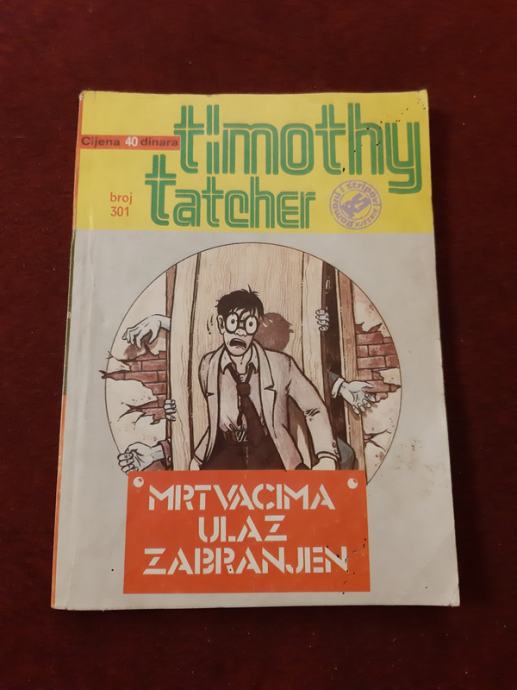 Cijena 40 dinara
timothy
tatcher
broj
301
MRTVACIMA
ULAZ
ZABRANJEN